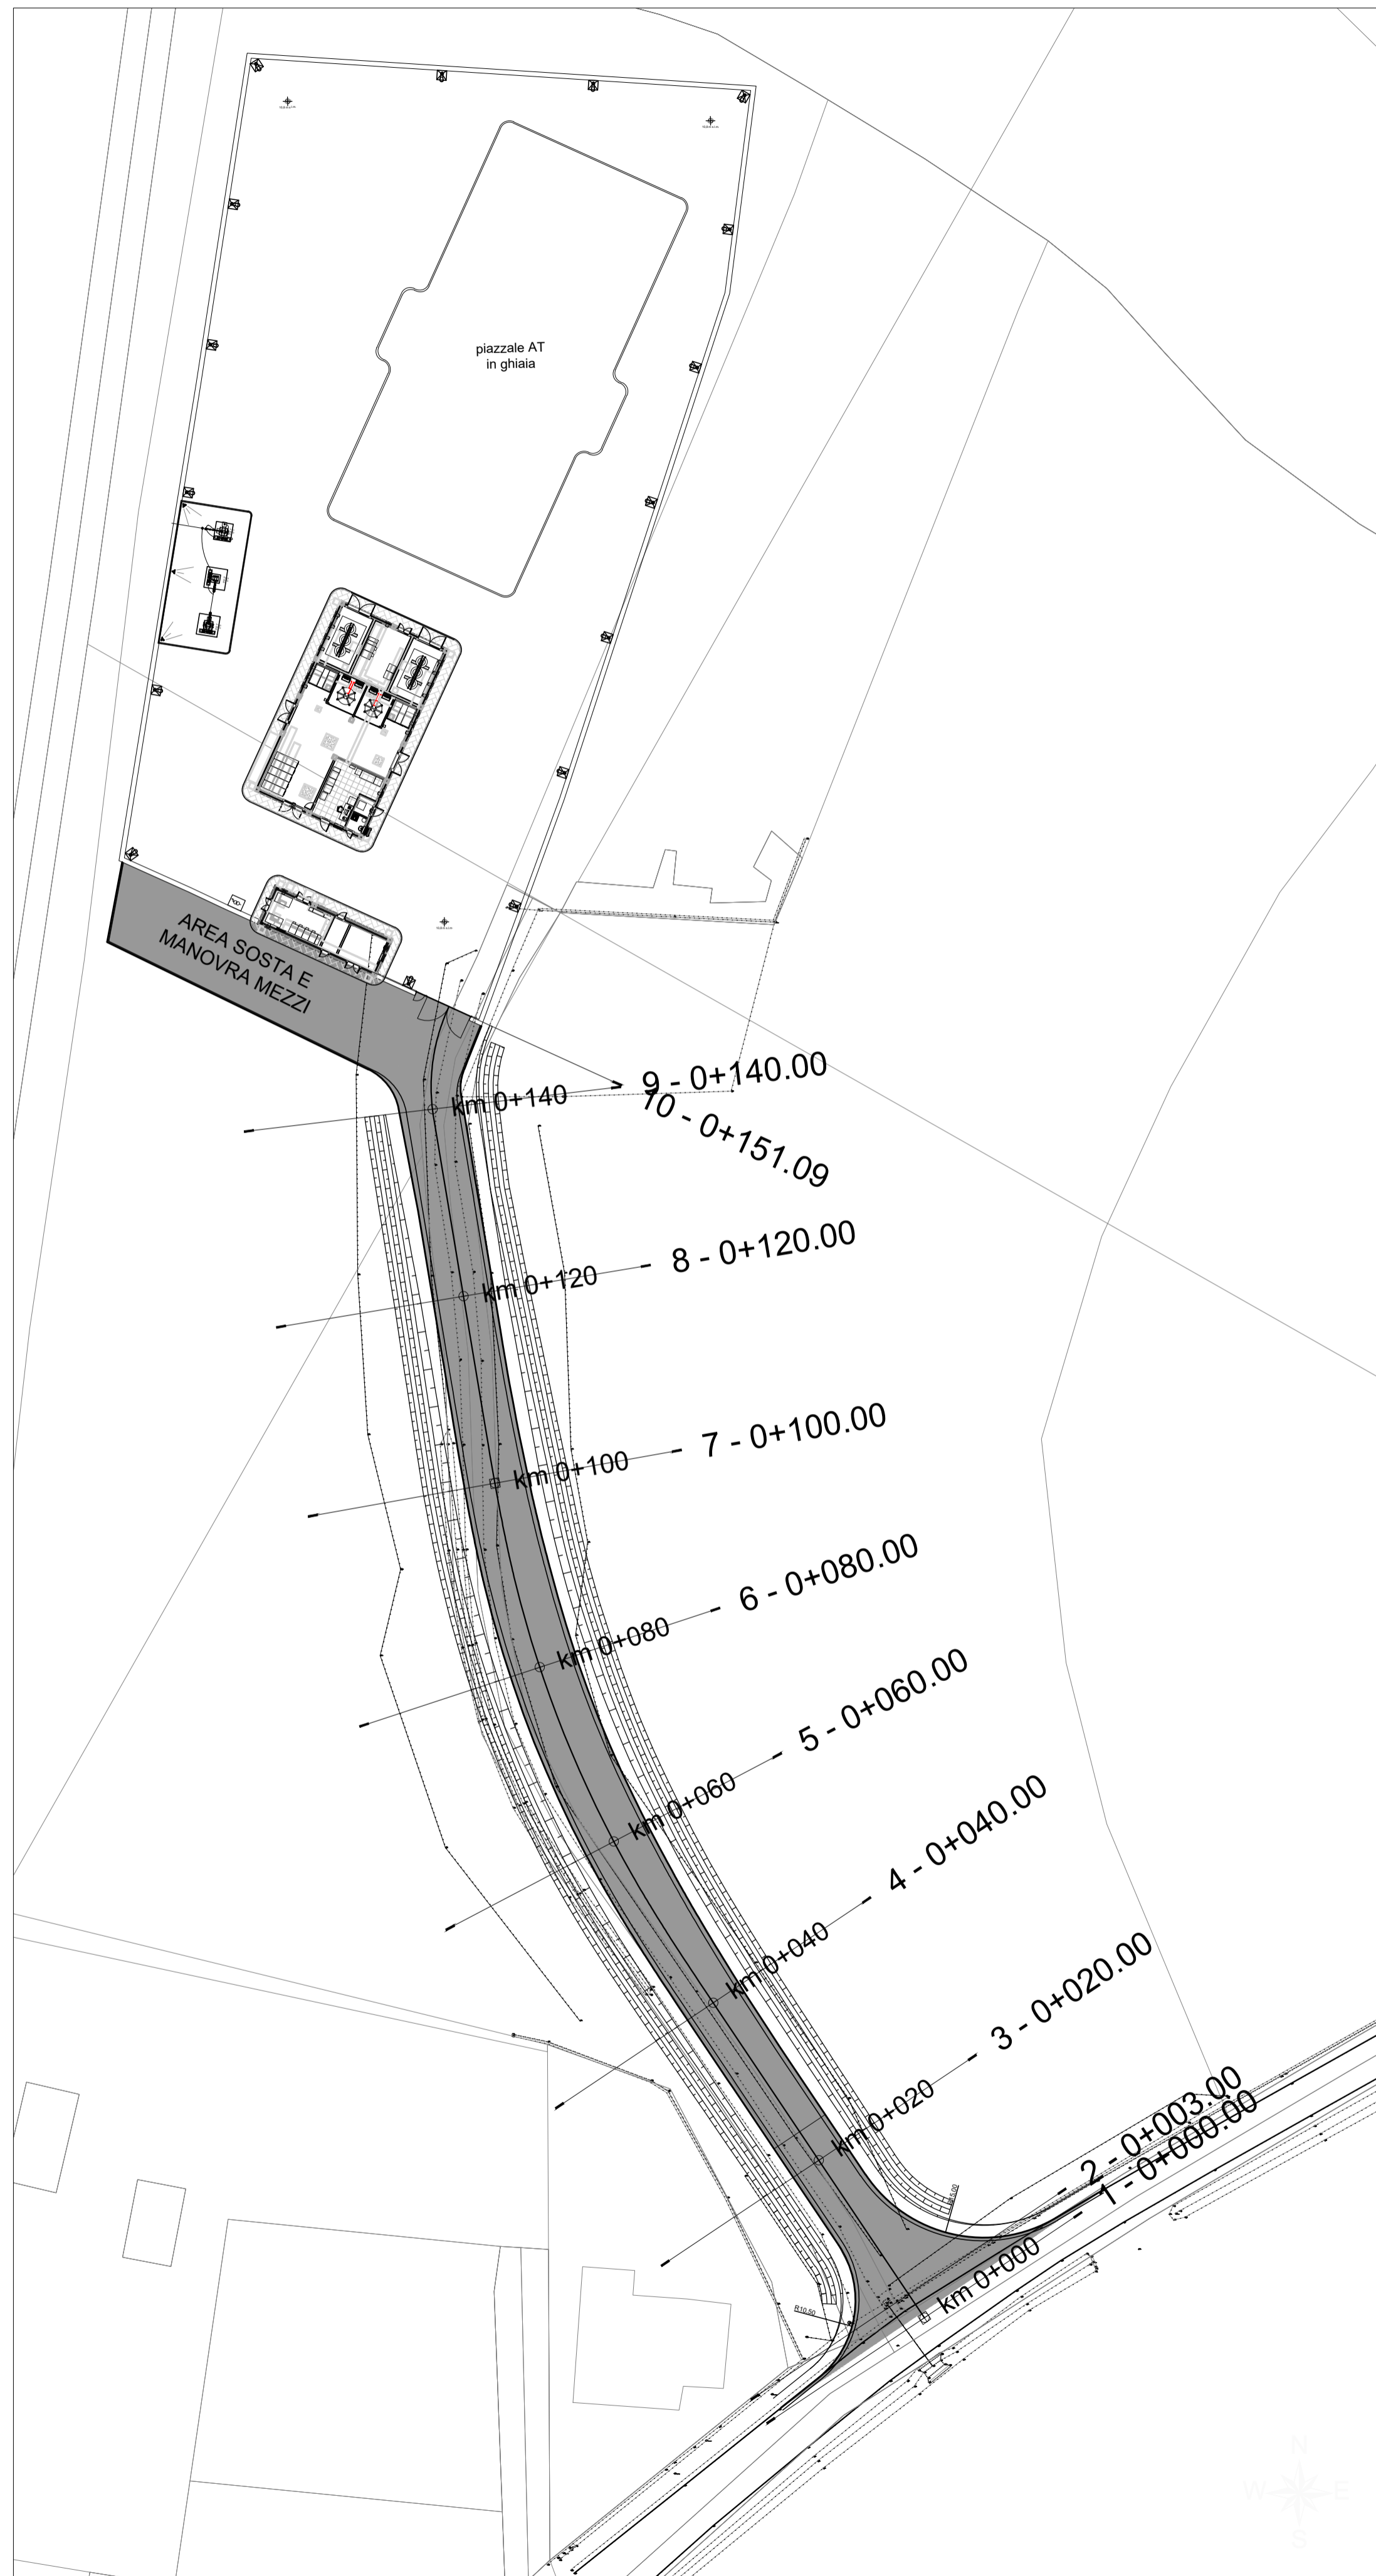 piazzale AT
in ghiaia
AREA SOSTA E
MANOVRA MEZZI
km 0+140
9 - 0+140.00
10 - 0+151.09
km 0+120
8 - 0+120.00
km 0+100
7 - 0+100.00
km 0+080
6 - 0+080.00
km 0+060
5 - 0+060.00
km 0+040
4 - 0+040.00
km 0+020
3 - 0+020.00
2 - 0+003.00
1 - 0+000.00
km 0+000
R10.50
N
W
E
S